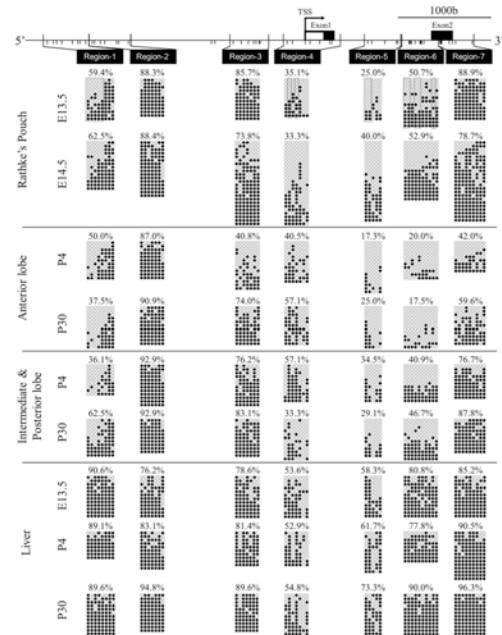 TSS
1000b
Exon1
Exon2
5' 3'
Region-1 Region-2 Region-3 Region-4 Region-5 Region-6 Region-7
Rathke's Pouch
E13.5
59.4% 88.3% 85.7% 35.1% 25.0% 50.7% 88.9%
E14.5
62.5% 88.4% 73.8% 33.3% 40.0% 52.9% 78.7%
Anterior lobe
P4
50.0% 87.0% 40.8% 40.5% 17.3% 20.0% 42.0%
P30
37.5% 90.9% 74.0% 57.1% 25.0% 17.5% 59.6%
Intermediate &
Posterior lobe
P4
36.1% 92.9% 76.2% 57.1% 34.5% 40.9% 76.7%
P30
62.5% 92.9% 83.1% 33.3% 29.1% 46.7% 87.8%
Liver
E13.5
90.6% 76.2% 78.6% 53.6% 58.3% 80.8% 85.2%
P4
89.1% 83.1% 81.4% 52.9% 61.7% 77.8% 90.5%
P30
89.6% 94.8% 89.6% 54.8% 73.3% 90.0% 96.3%